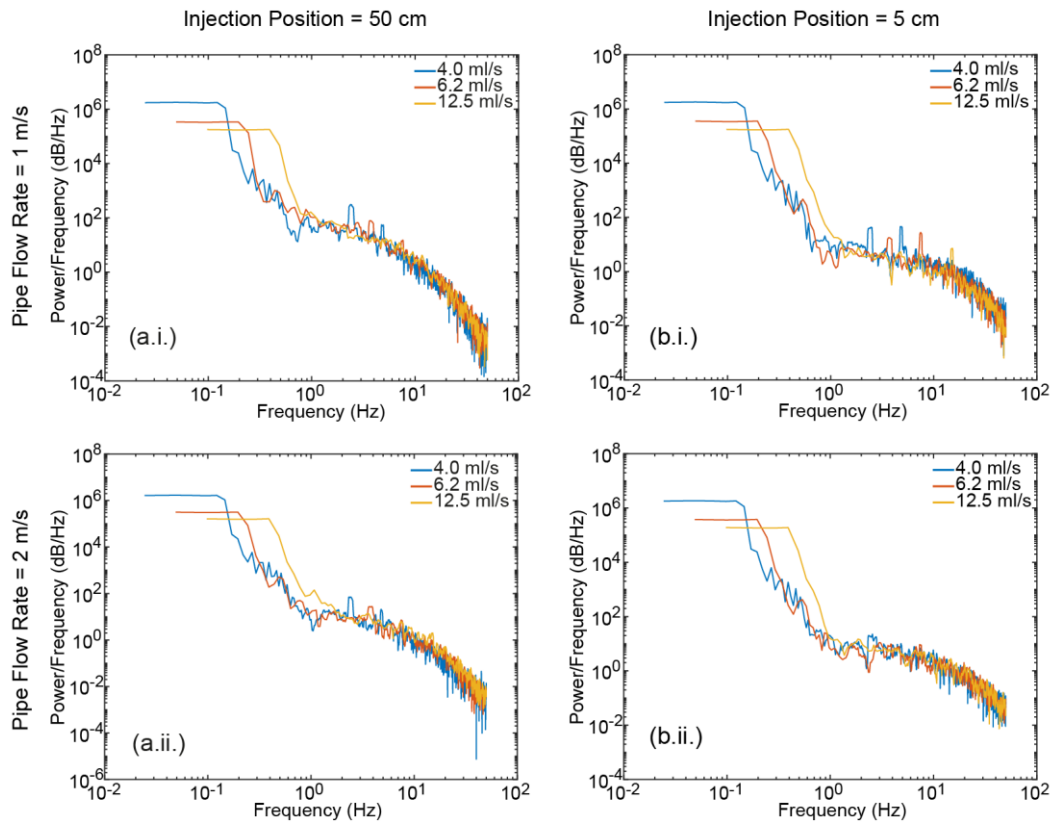 Injection Position = 50 cm
Injection Position = 5 cm
Pipe Flow Rate = 1 m/s
Power/Frequency (dB/Hz)
10^8
10^6
10^4
10^2
10^0
10^-2
10^-4
4.0 ml/s
6.2 ml/s
12.5 ml/s
(a.i.)
10^-2 10^-1 10^0 10^1 10^2
Frequency (Hz)
Power/Frequency (dB/Hz)
10^8
10^6
10^4
10^2
10^0
10^-2
10^-4
4.0 ml/s
6.2 ml/s
12.5 ml/s
(b.i.)
10^-2 10^-1 10^0 10^1 10^2
Frequency (Hz)
Pipe Flow Rate = 2 m/s
Power/Frequency (dB/Hz)
10^8
10^6
10^4
10^2
10^0
10^-2
10^-4
10^-6
4.0 ml/s
6.2 ml/s
12.5 ml/s
(a.ii.)
10^-2 10^-1 10^0 10^1 10^2
Frequency (Hz)
Power/Frequency (dB/Hz)
10^8
10^6
10^4
10^2
10^0
10^-2
10^-4
4.0 ml/s
6.2 ml/s
12.5 ml/s
(b.ii.)
10^-2 10^-1 10^0 10^1 10^2
Frequency (Hz)